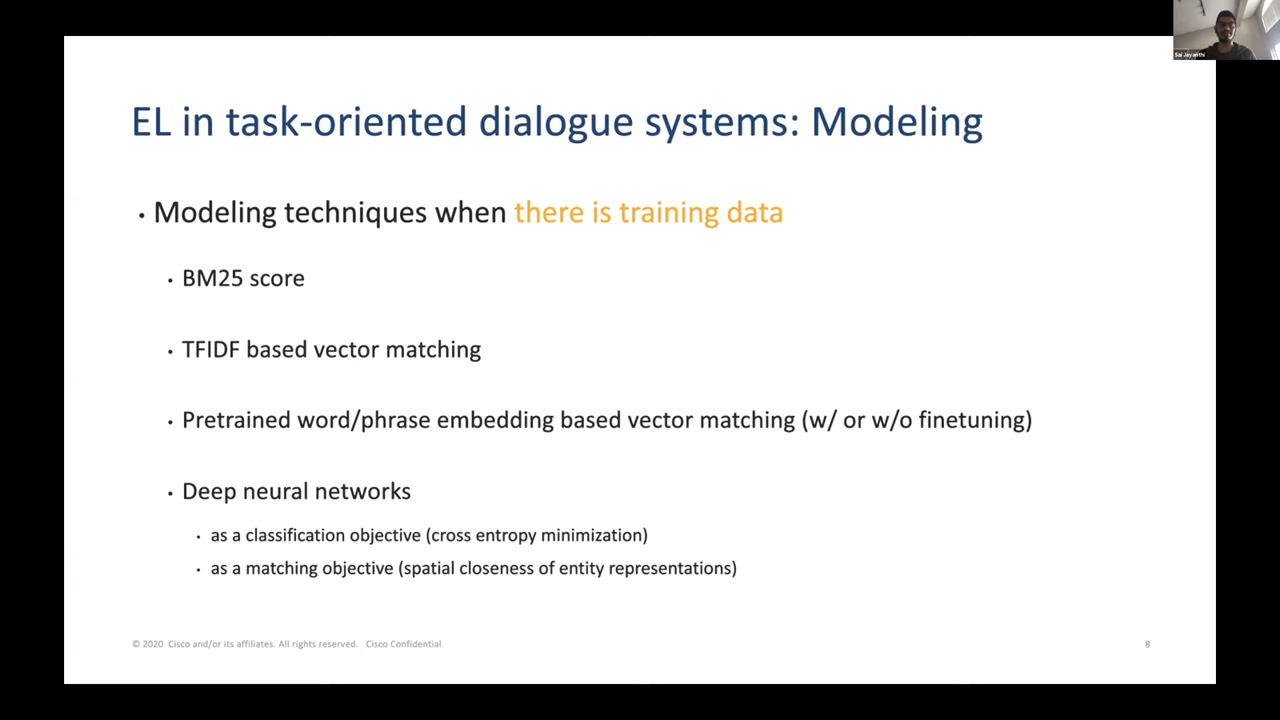 Sai Jayanthi
EL in task-oriented dialogue systems: Modeling
• Modeling techniques when there is training data
• BM25 score
• TFIDF based vector matching
• Pretrained word/phrase embedding based vector matching (w/ or w/o finetuning)
• Deep neural networks
• as a classification objective (cross entropy minimization)
• as a matching objective (spatial closeness of entity representations)
© 2020 Cisco and/or its affiliates. All rights reserved. Cisco Confidential
8